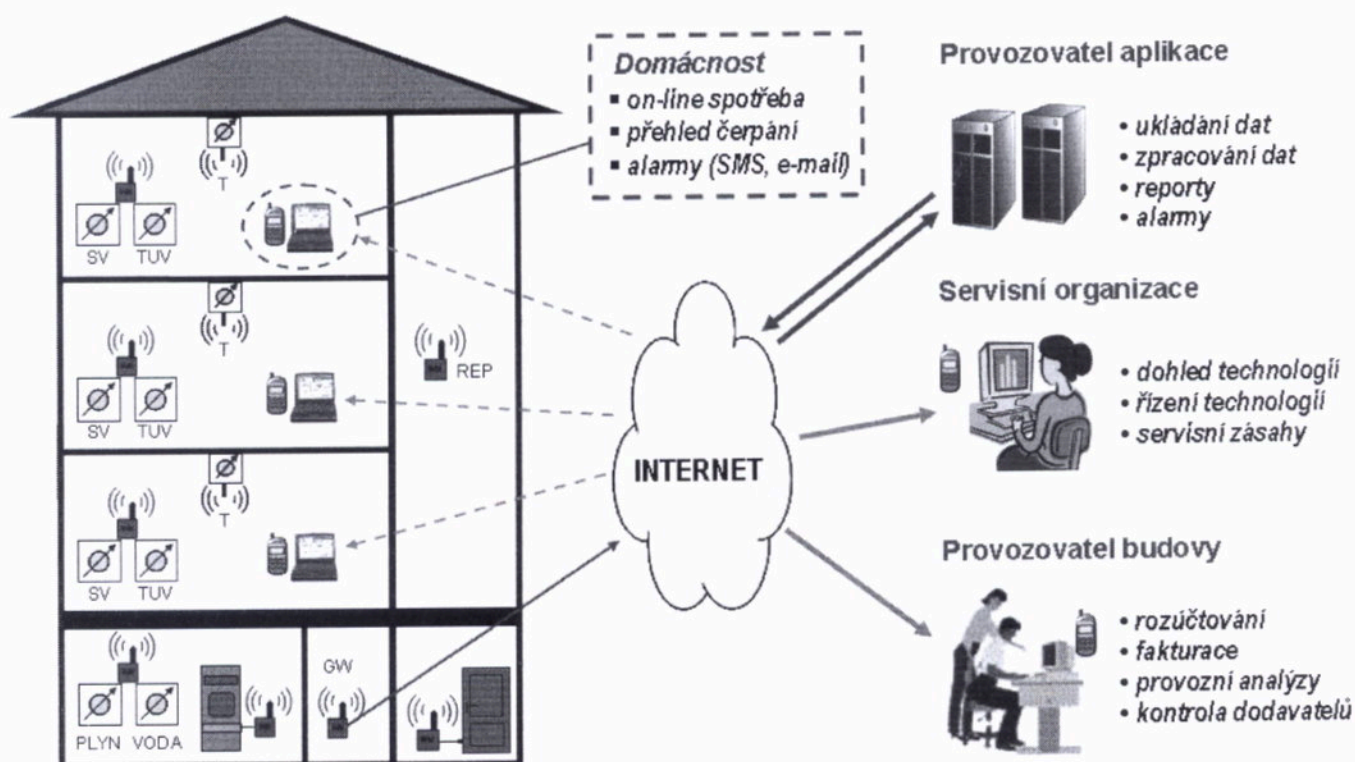 Domácnost
▪ on-line spotřeba
▪ přehled čerpání
▪ alarmy (SMS, e-mail)
Provozovatel aplikace
• ukládání dat
• zpracování dat
• reporty
• alarmy
T
SV TUV
Servisní organizace
• dohled technologií
• řízení technologií
• servisní zásahy
T
SV TUV
REP
INTERNET
T
SV TUV
Provozovatel budovy
• rozúčtování
• fakturace
• provozní analýzy
• kontrola dodavatelů
GW
PLYN VODA